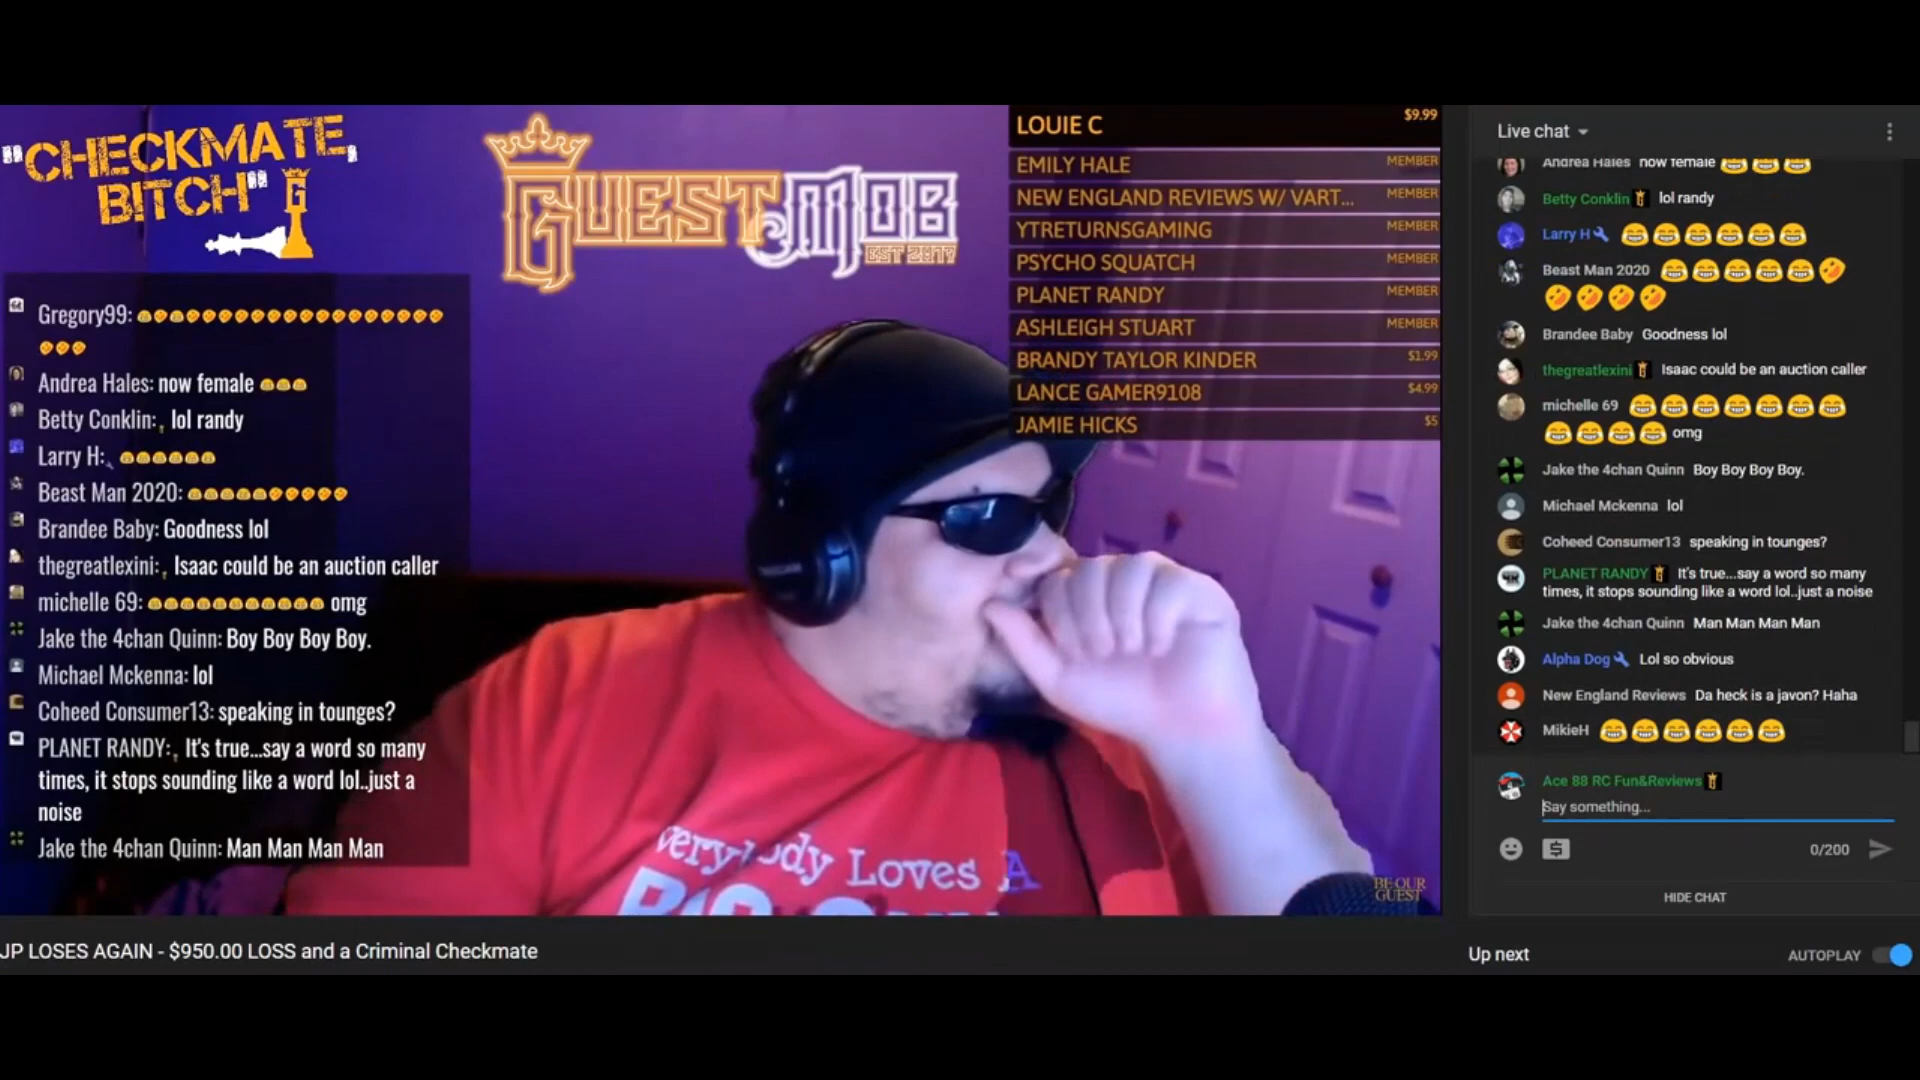 "CHECKMATE,
BITCH"
G
GUESTMOB
EST 2017
LOUIE C $9.99
EMILY HALE MEMBER
NEW ENGLAND REVIEWS W/ VART... MEMBER
YTRETURNSGAMING MEMBER
PSYCHO SQUATCH MEMBER
PLANET RANDY MEMBER
ASHLEIGH STUART MEMBER
BRANDY TAYLOR KINDER $1.99
LANCE GAMER9108 $4.99
JAMIE HICKS $5
Gregory99: 😂🤣😂🤣🤣🤣🤣🤣🤣🤣🤣🤣🤣🤣🤣🤣🤣🤣🤣
🤣🤣🤣
Andrea Hales: now female 😂😂😂
Betty Conklin: lol randy
Larry H: 😂😂😂😂😂😂
Beast Man 2020: 😂😂😂😂😂🤣🤣🤣🤣🤣
Brandee Baby: Goodness lol
thegreatlexini: Isaac could be an auction caller
michelle 69: 😂😂😂😂😂😂😂😂😂😂😂 omg
Jake the 4chan Quinn: Boy Boy Boy Boy.
Michael Mckenna: lol
Coheed Consumer13: speaking in tounges?
PLANET RANDY: It's true...say a word so many
times, it stops sounding like a word lol..just a
noise
Jake the 4chan Quinn: Man Man Man Man
verybody Loves A
BE OUR
GUEST
JP LOSES AGAIN - $950.00 LOSS and a Criminal Checkmate
Live chat
Andrea Hales now female 😂😂😂
Betty Conklin lol randy
Larry H 😂😂😂😂😂😂
Beast Man 2020 😂😂😂😂😂🤣
🤣🤣🤣🤣
Brandee Baby Goodness lol
thegreatlexini Isaac could be an auction caller
michelle 69 😂😂😂😂😂😂😂
😂😂😂😂 omg
Jake the 4chan Quinn Boy Boy Boy Boy.
Michael Mckenna lol
Coheed Consumer13 speaking in tounges?
PLANET RANDY It's true...say a word so many
times, it stops sounding like a word lol..just a noise
Jake the 4chan Quinn Man Man Man Man
Alpha Dog Lol so obvious
New England Reviews Da heck is a javon? Haha
MikieH 😂😂😂😂😂😂
Ace 88 RC Fun&Reviews
Say something...
0/200
HIDE CHAT
Up next AUTOPLAY